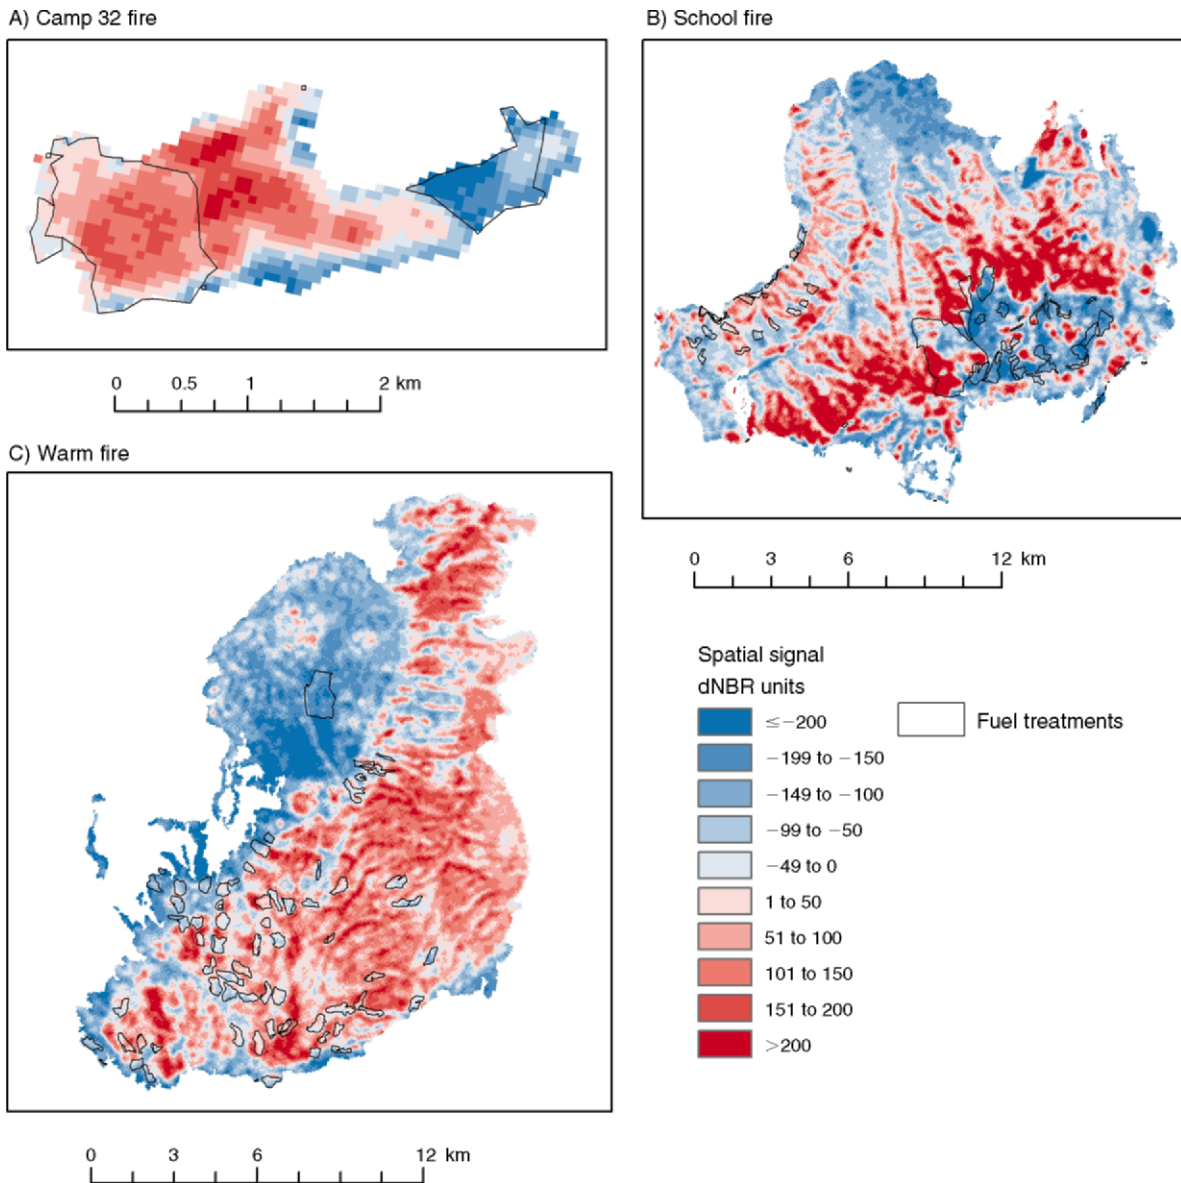 A) Camp 32 fire
B) School fire
0 0.5 1 2 km
C) Warm fire
0 3 6 12 km
Spatial signal
dNBR units
≤−200
Fuel treatments
−199 to −150
−149 to −100
−99 to −50
−49 to 0
1 to 50
51 to 100
101 to 150
151 to 200
>200
0 3 6 12 km